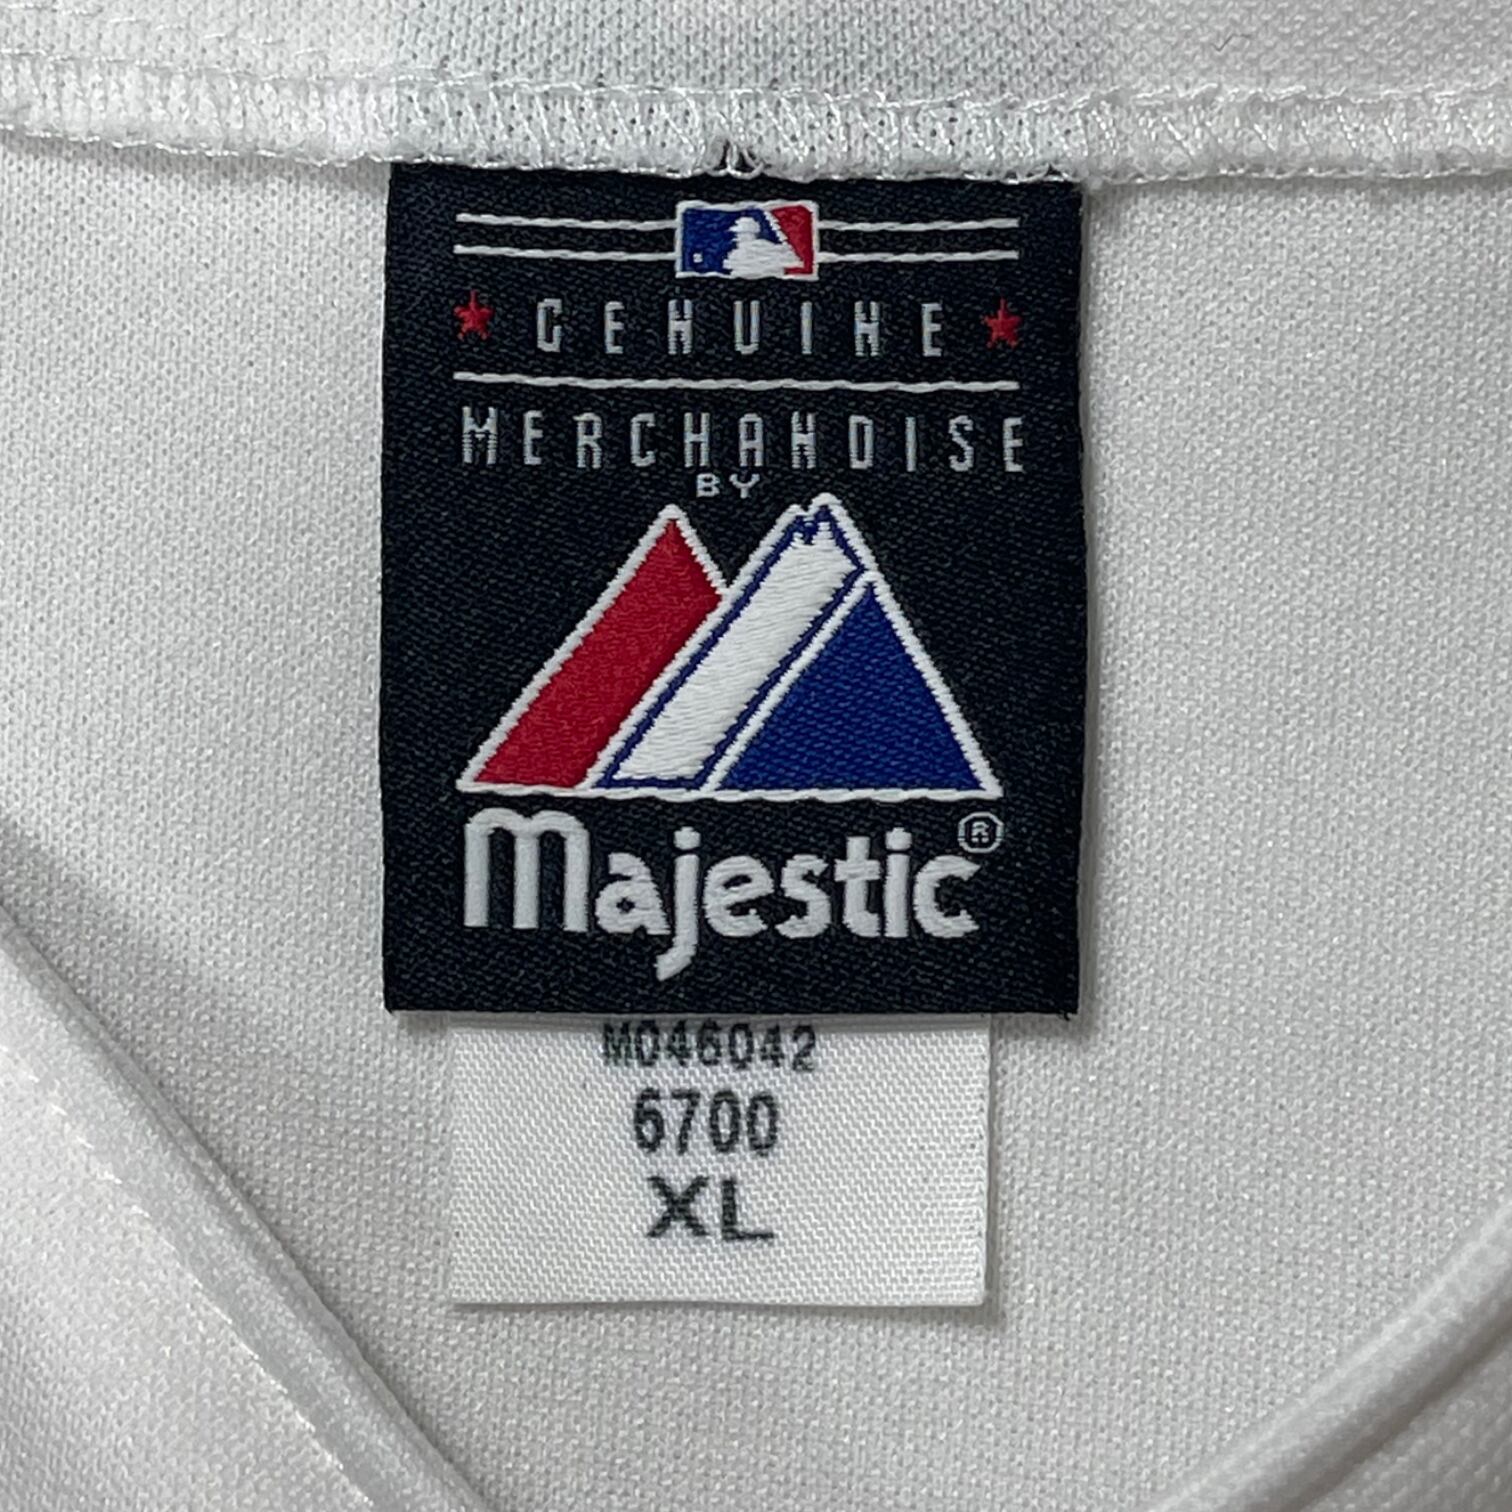 GENUINE
MERCHANDISE
BY
Majestic®
M046042
6700
XL